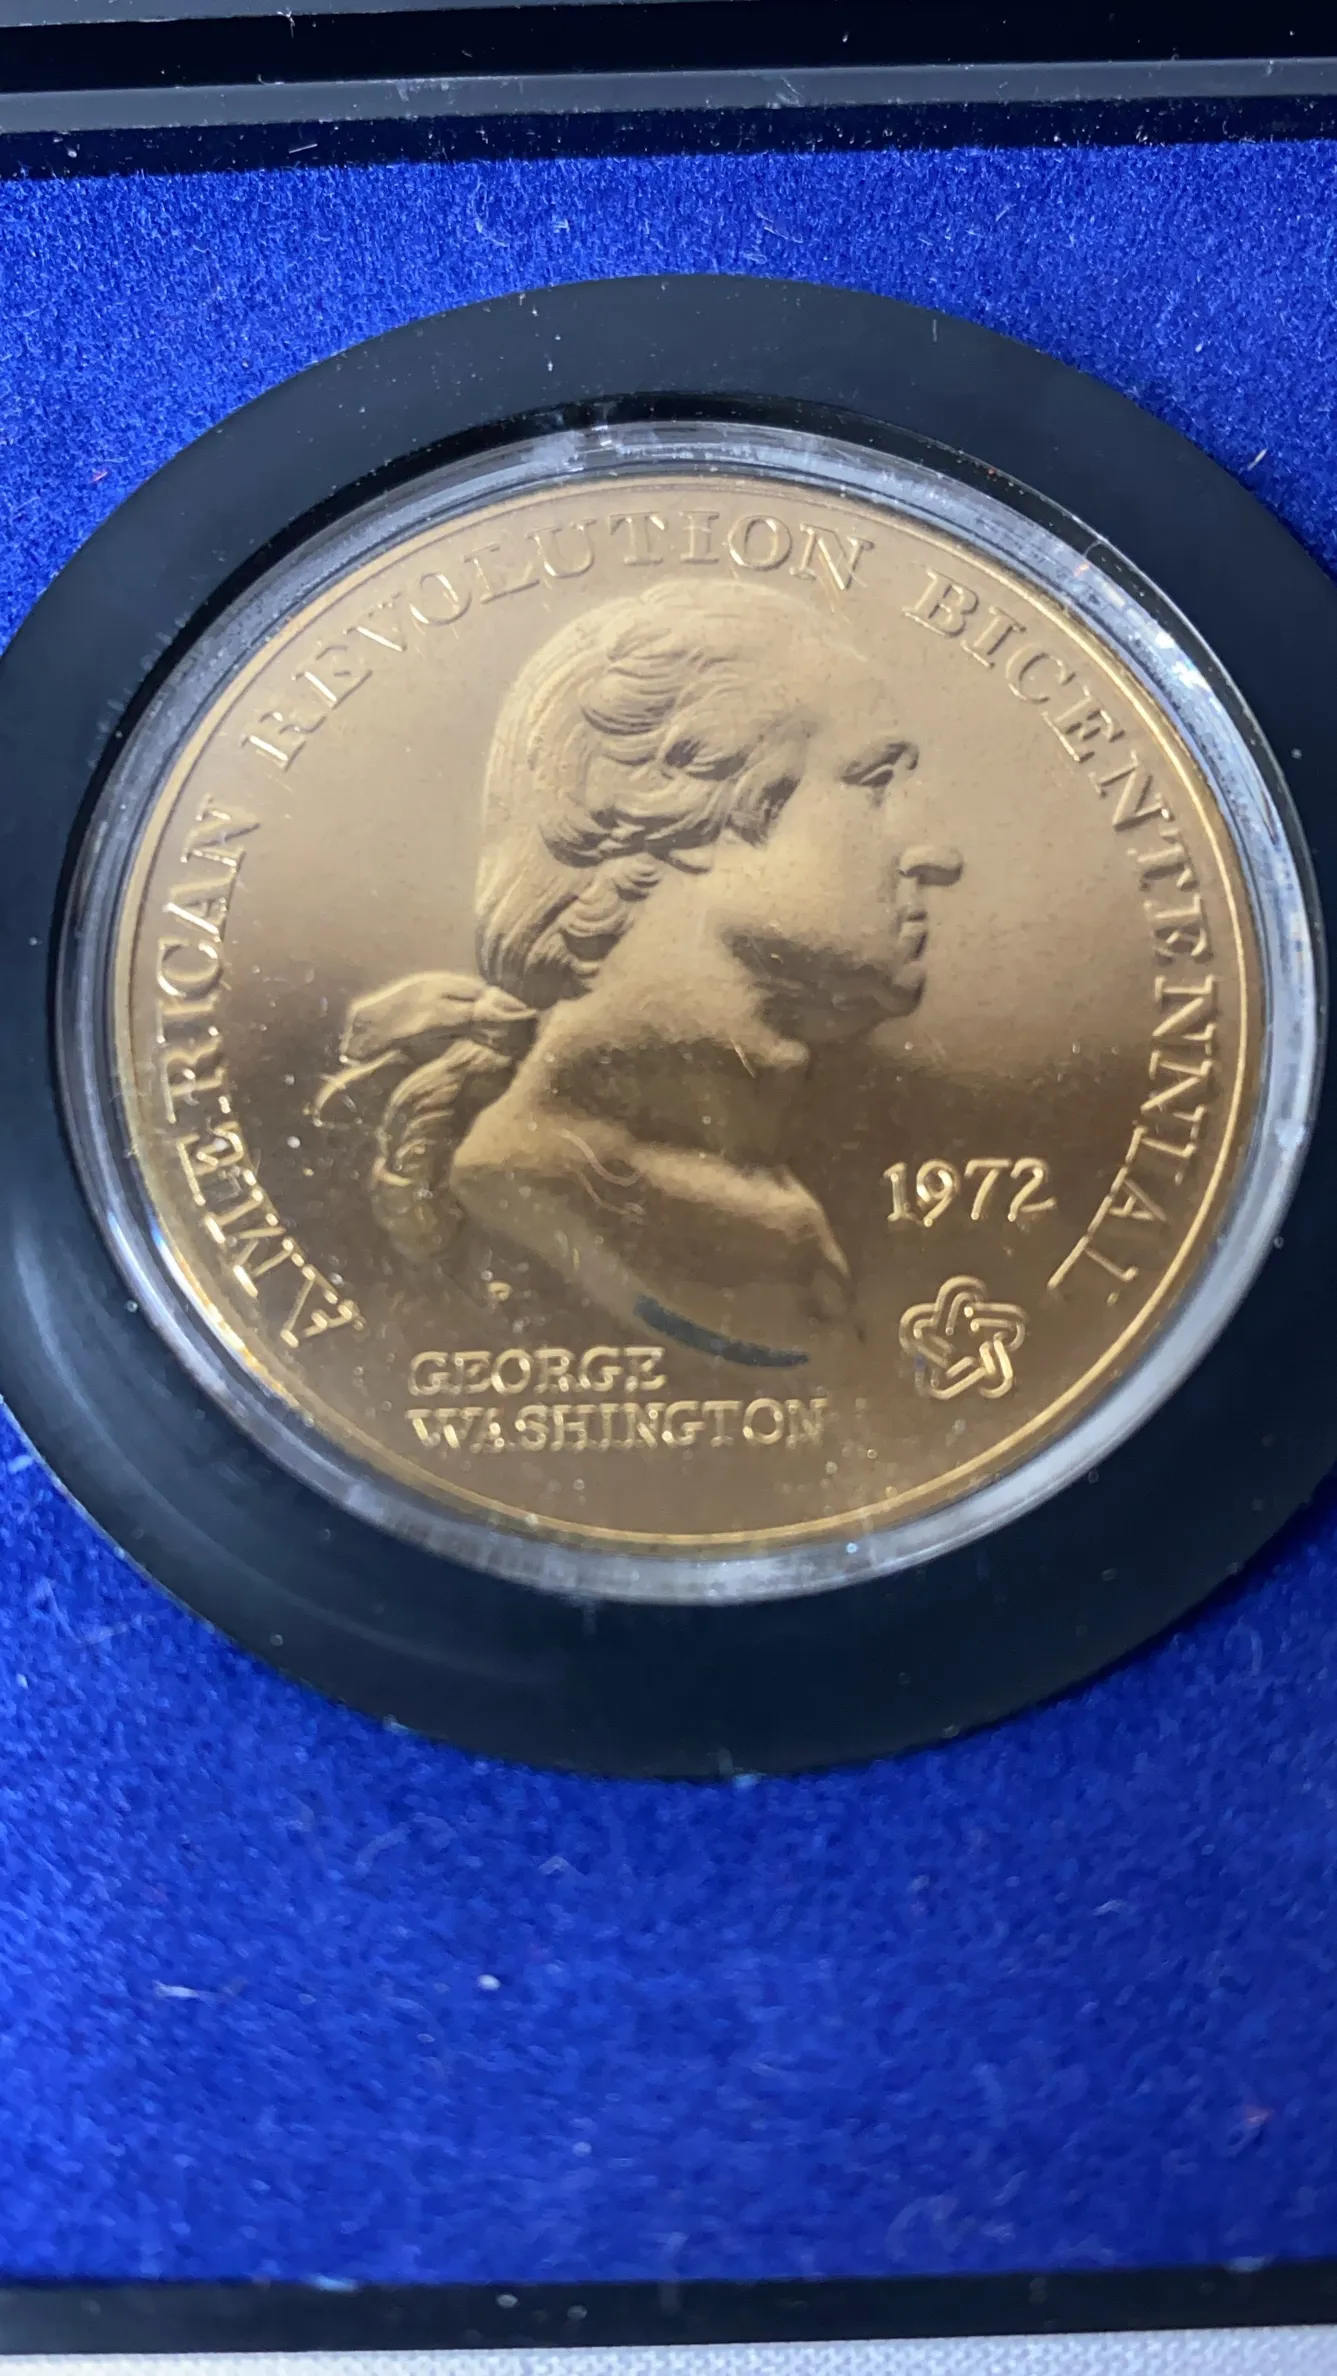 AMERICAN REVOLUTION BICENTENNIAL
1972
GEORGE
WASHINGTON